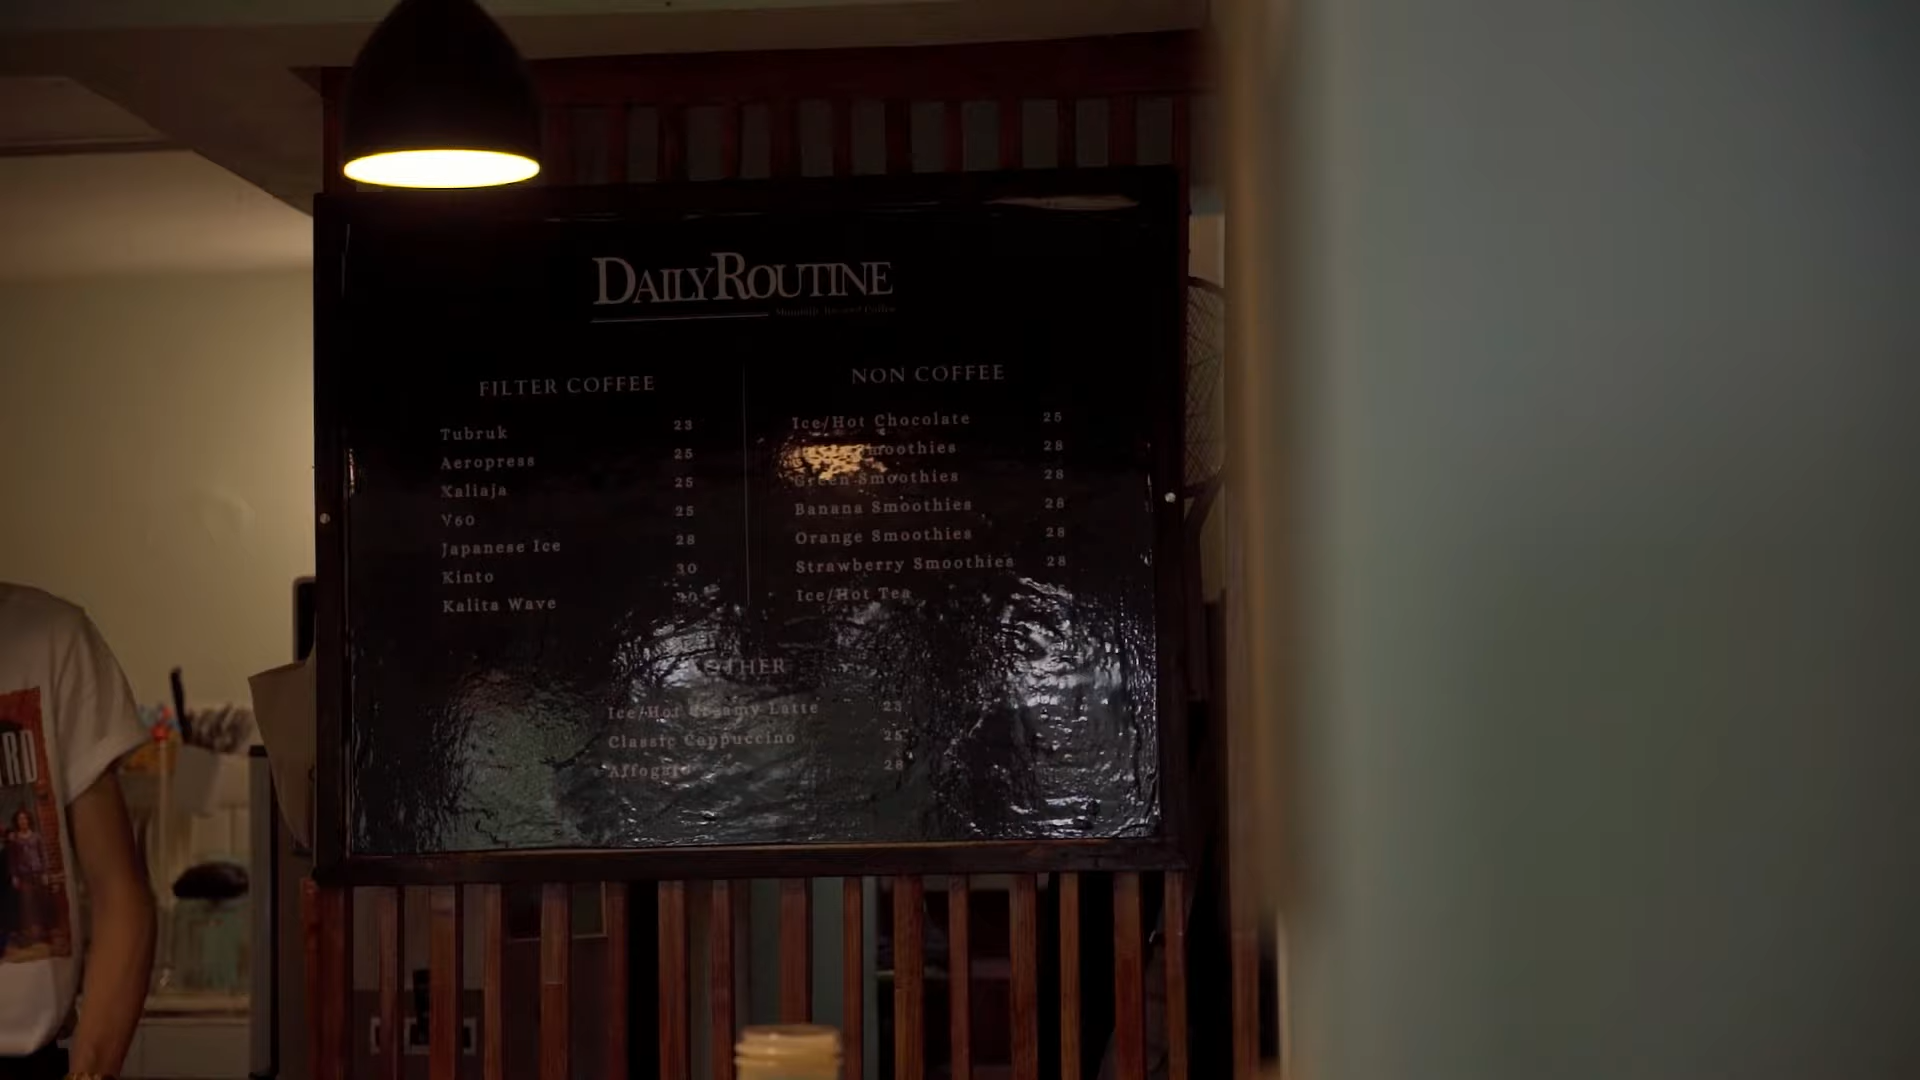 DAILYROUTINE
FILTER COFFEE
Tubruk 23
Aeropress 25
Kaliaja 25
V60 25
Japanese Ice 28
Kinto 30
Kalita Wave
NON COFFEE
Ice/Hot Chocolate 25
Smoothies 28
Green Smoothies 28
Banana Smoothies 28
Orange Smoothies 28
Strawberry Smoothies 28
Ice/Hot Tea
OTHER
Ice/Hot Creamy Latte 23
Classic Cappuccino 25
Affogato 28